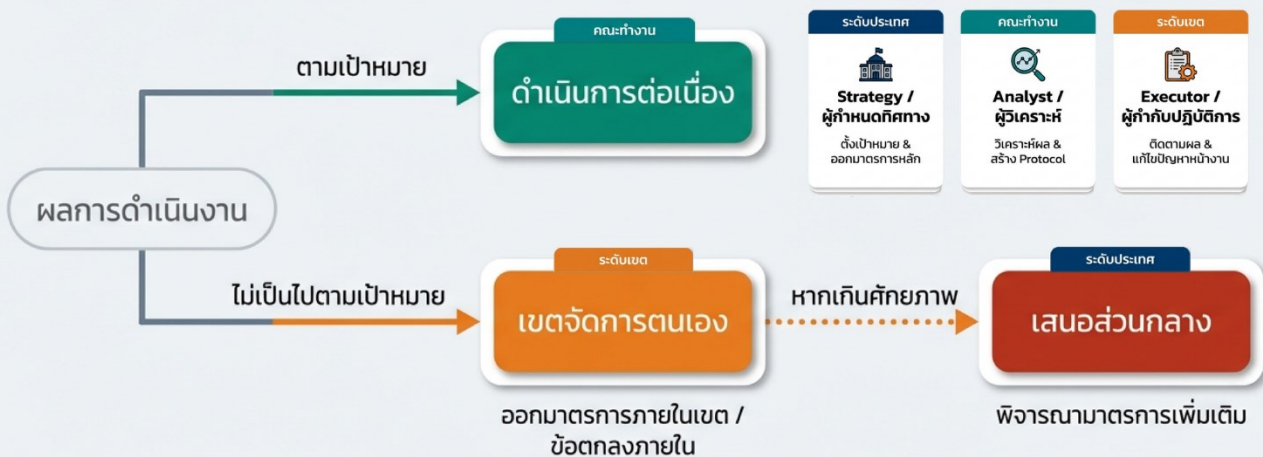 ระดับประเทศ
Strategy /
ผู้กำหนดทิศทาง
ตั้งเป้าหมาย &
ออกมาตรการหลัก
คณะทำงาน
Analyst /
ผู้วิเคราะห์
วิเคราะห์ผล &
สร้าง Protocol
ระดับเขต
Executor /
ผู้กำกับปฏิบัติการ
ติดตามผล &
แก้ไขปัญหาหน้างาน
ผลการดำเนินงาน
ตามเป้าหมาย
คณะทำงาน
ดำเนินการต่อเนื่อง
ไม่เป็นไปตามเป้าหมาย
ระดับเขต
เขตจัดการตนเอง
ออกมาตรการภายในเขต /
ข้อตกลงภายใน
หากเกินศักยภาพ
ระดับประเทศ
เสนอส่วนกลาง
พิจารณามาตรการเพิ่มเติม